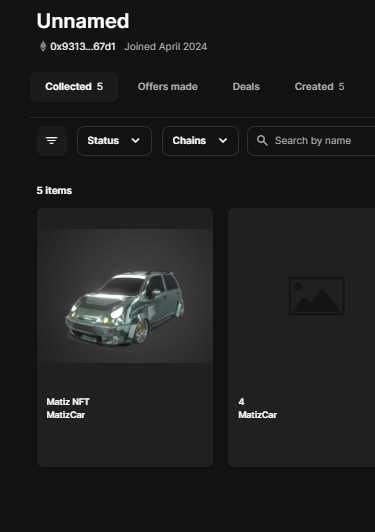 Unnamed
0x9313...67d1 Joined April 2024
Collected 5 Offers made Deals Created 5
Status Chains Search by name
5 items
Matiz NFT
MatizCar
4
MatizCar